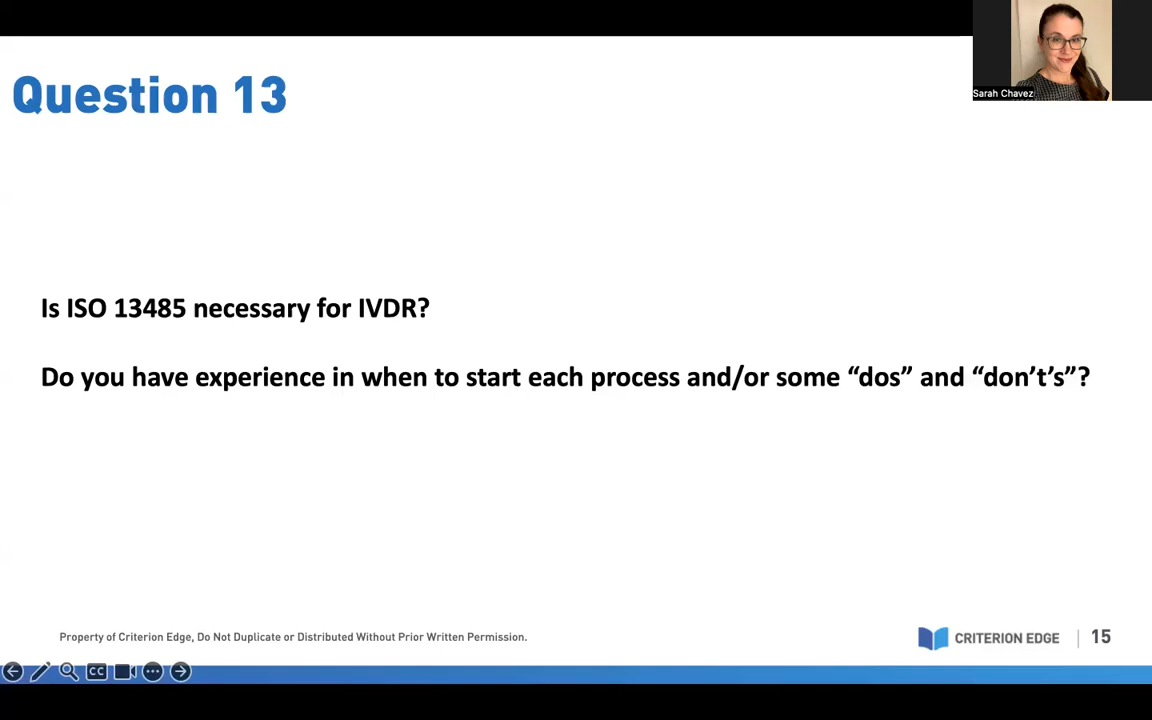 Sarah Chavez
Question 13
Is ISO 13485 necessary for IVDR?
Do you have experience in when to start each process and/or some “dos” and “don’t’s”?
Property of Criterion Edge, Do Not Duplicate or Distributed Without Prior Written Permission.
CRITERION EDGE | 15
CC